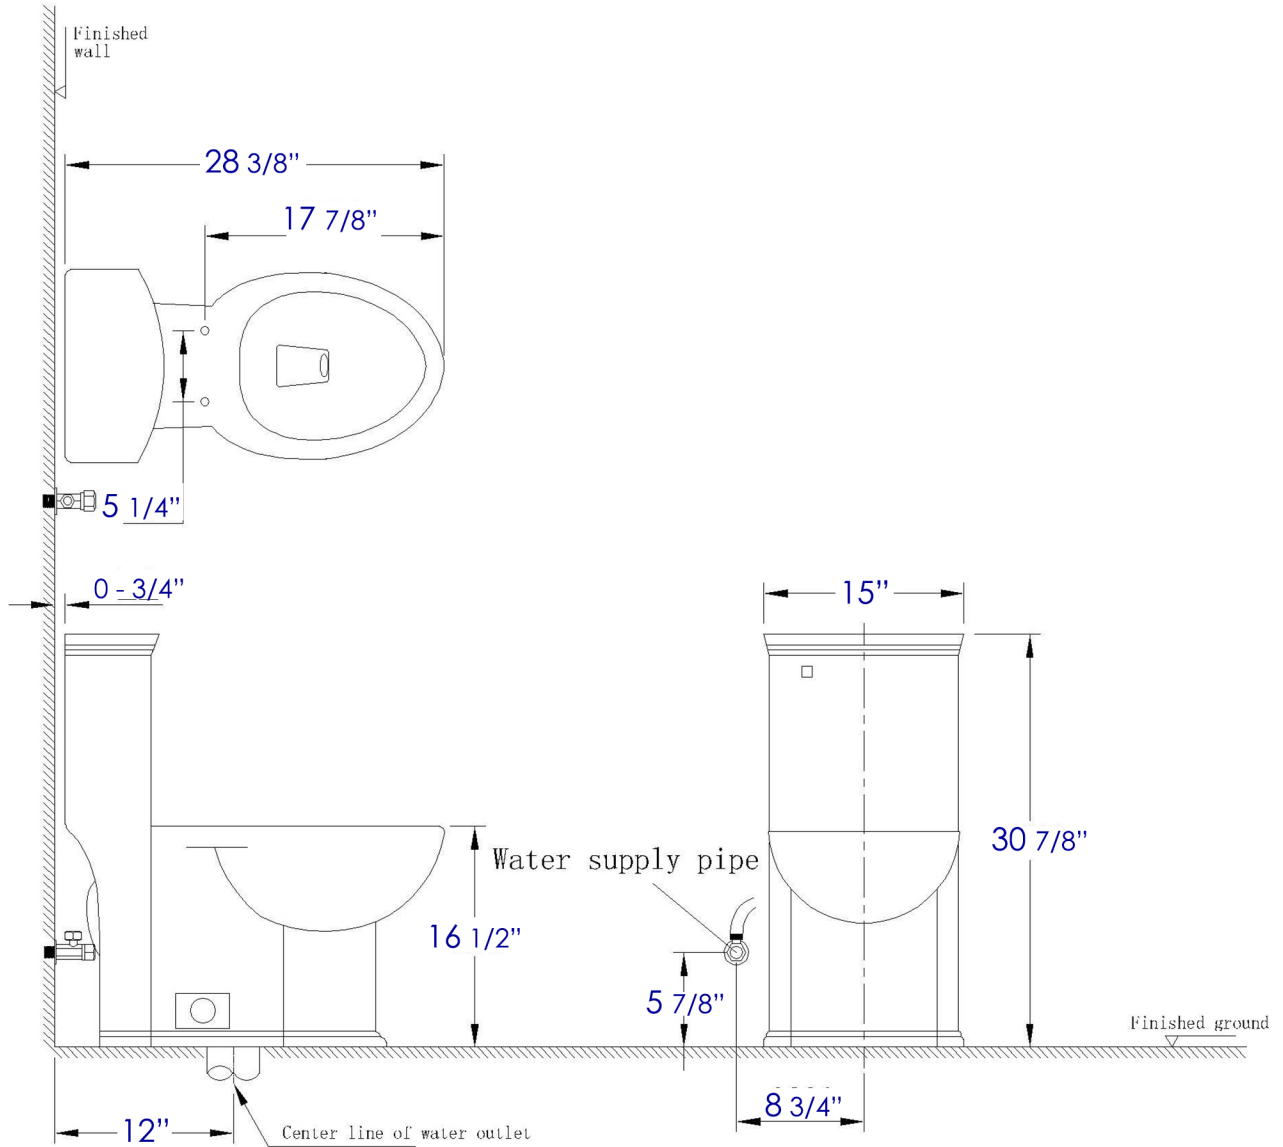 Finished
wall
28 3/8”
17 7/8”
5 1/4”
0 - 3/4”
15”
Water supply pipe
30 7/8”
16 1/2”
5 7/8”
Finished ground
8 3/4”
12”
Center line of water outlet